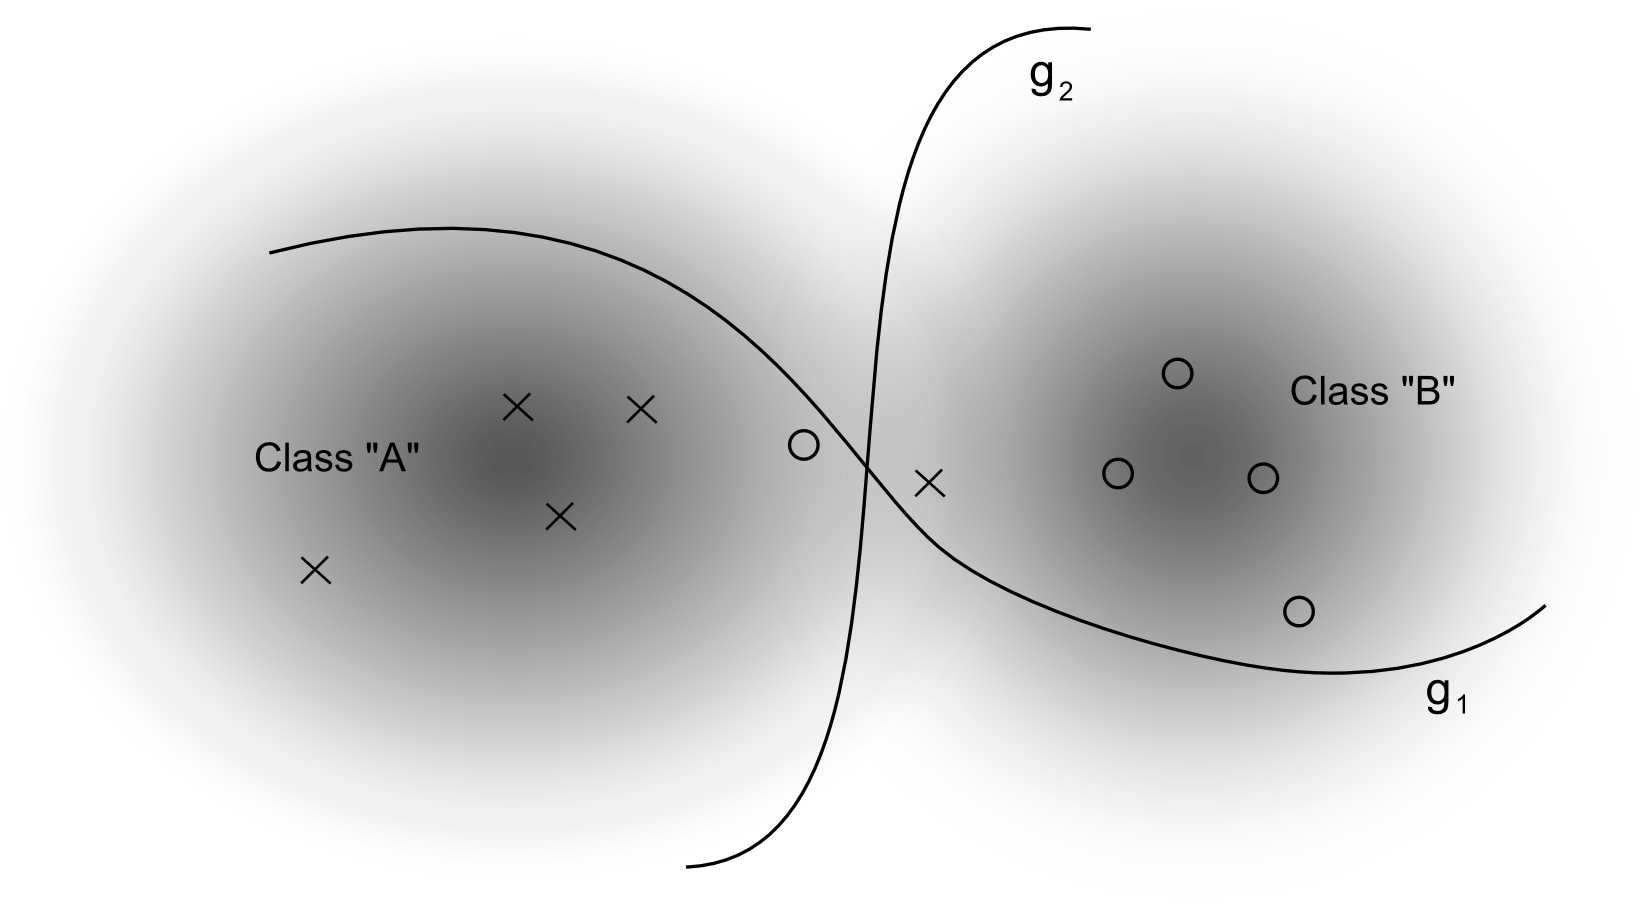 g₂
Class "B"
Class "A"
g₁